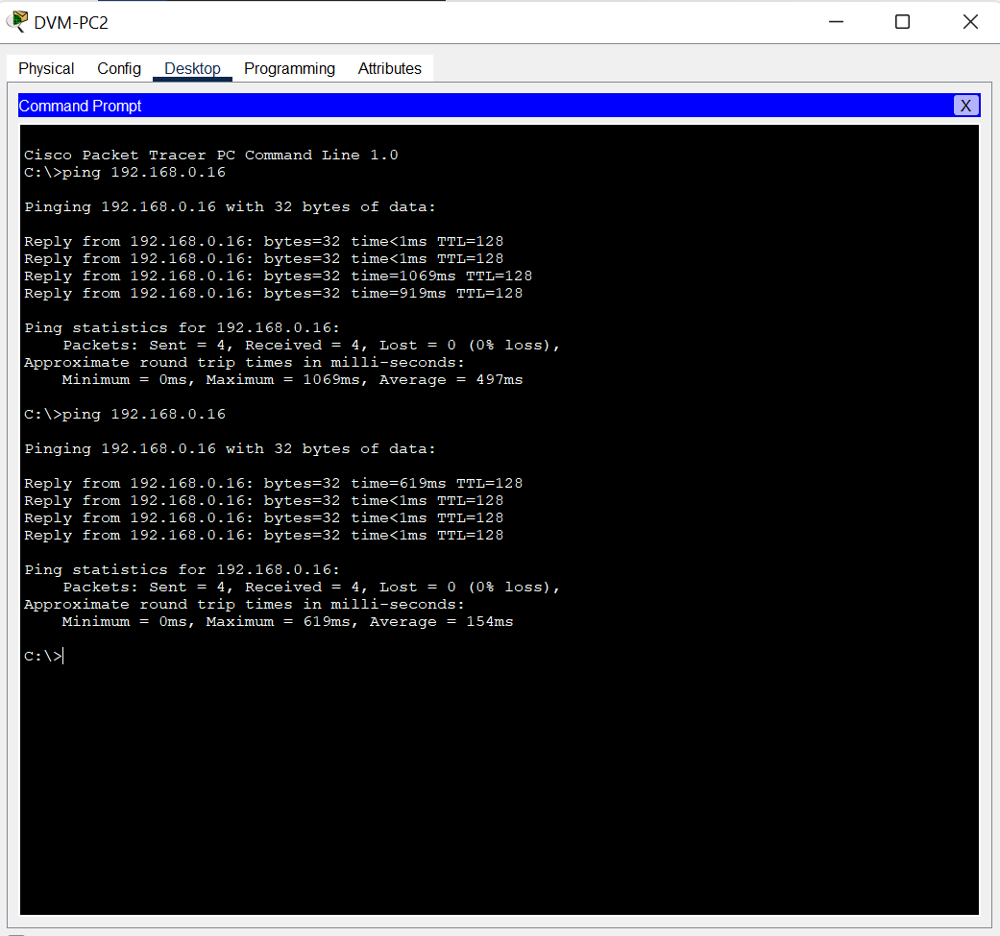 DVM-PC2
Physical Config Desktop Programming Attributes
Command Prompt X
Cisco Packet Tracer PC Command Line 1.0
C:\>ping 192.168.0.16
Pinging 192.168.0.16 with 32 bytes of data:
Reply from 192.168.0.16: bytes=32 time<1ms TTL=128
Reply from 192.168.0.16: bytes=32 time<1ms TTL=128
Reply from 192.168.0.16: bytes=32 time=1069ms TTL=128
Reply from 192.168.0.16: bytes=32 time=919ms TTL=128
Ping statistics for 192.168.0.16:
Packets: Sent = 4, Received = 4, Lost = 0 (0% loss),
Approximate round trip times in milli-seconds:
Minimum = 0ms, Maximum = 1069ms, Average = 497ms
C:\>ping 192.168.0.16
Pinging 192.168.0.16 with 32 bytes of data:
Reply from 192.168.0.16: bytes=32 time=619ms TTL=128
Reply from 192.168.0.16: bytes=32 time<1ms TTL=128
Reply from 192.168.0.16: bytes=32 time<1ms TTL=128
Reply from 192.168.0.16: bytes=32 time<1ms TTL=128
Ping statistics for 192.168.0.16:
Packets: Sent = 4, Received = 4, Lost = 0 (0% loss),
Approximate round trip times in milli-seconds:
Minimum = 0ms, Maximum = 619ms, Average = 154ms
C:\>